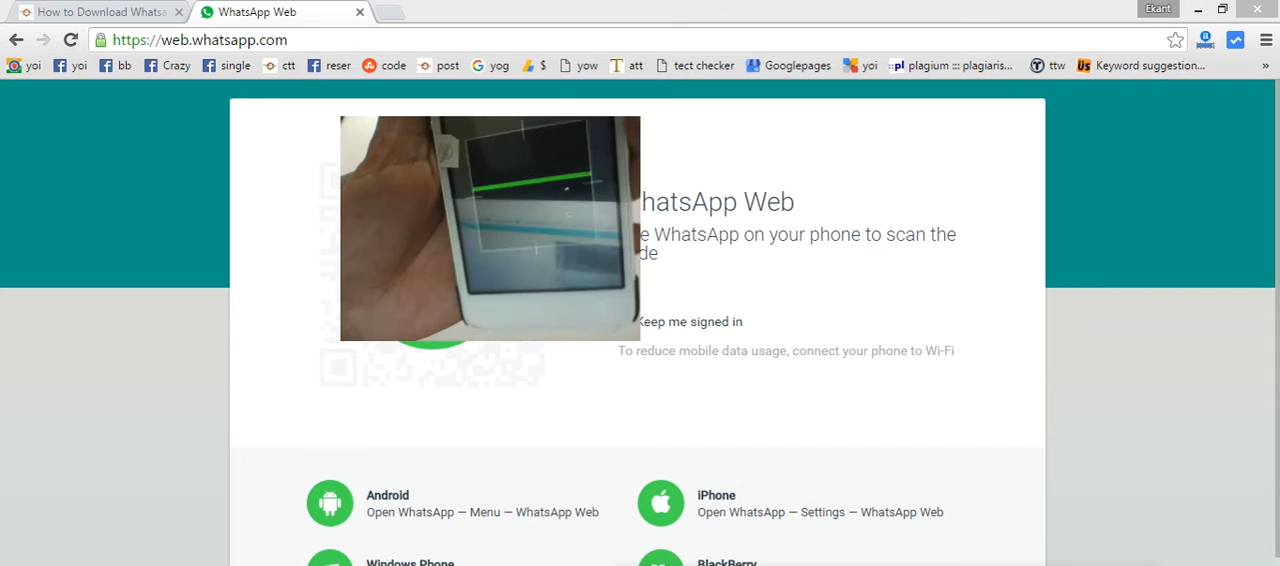 How to Download Whatsa
WhatsApp Web
Ekant
https://web.whatsapp.com
yoi yoi bb Crazy single ctt reser code post yog $ yow att tect checker Googlepages yoi plagium ::: plagiaris... ttw Keyword suggestion... »
hatsApp Web
e WhatsApp on your phone to scan the
de
Keep me signed in
To reduce mobile data usage, connect your phone to Wi-Fi
Android
Open WhatsApp — Menu — WhatsApp Web
iPhone
Open WhatsApp — Settings — WhatsApp Web
Windows Phone
BlackBerry